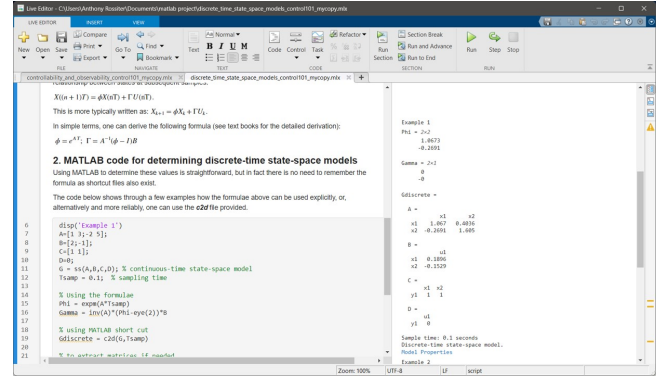 Live Editor - C:\Users\Anthony Rossiter\Documents\matlab project\discrete_time_state_space_models_control101_mycopy.mlx
LIVE EDITOR INSERT VIEW
New Open Save Compare Print Export Go To Find Bookmark Text Normal B I U M Code Control Task Refactor Run Section Section Break Run and Advance Run to End Run Step Stop
FILE NAVIGATE TEXT CODE SECTION RUN
controllability_and_observability_control101_mycopy.mlx discrete_time_state_space_models_control101_mycopy.mlx
relationship between states at subsequent samples.
X((n + 1)T) = ϕX(nT) + Γ U(nT).
This is more typically written as: Xₖ₊₁ = ϕXₖ + ΓUₖ.
In simple terms, one can derive the following formula (see text books for the detailed derivation):
ϕ = e^AT; Γ = A⁻¹(ϕ − I)B
2. MATLAB code for determining discrete-time state-space models
Using MATLAB to determine these values is straightforward, but in fact there is no need to remember the
formula as shortcut files also exist.
The code below shows through a few examples how the formulae above can be used explicitly, or,
alternatively and more reliably, one can use the c2d file provided.
6 disp('Example 1')
7 A=[1 3;-2 5];
8 B=[2;-1];
9 C=[1 1];
10 D=0;
11 G = ss(A,B,C,D); % continuous-time state-space model
12 Tsamp = 0.1; % sampling time
13
14 % Using the formulae
15 Phi = expm(A*Tsamp)
16 Gamma = inv(A)*(Phi-eye(2))*B
17
18 % using MATLAB short cut
19 Gdiscrete = c2d(G,Tsamp)
20
21 % to extract matrices if needed
Example 1
Phi = 2×2
1.0673
-0.2691
Gamma = 2×1
0
-0
Gdiscrete =
A =
x1 x2
x1 1.067 0.4036
x2 -0.2691 1.605
B =
u1
x1 0.1896
x2 -0.1529
C =
x1 x2
y1 1 1
D =
u1
y1 0
Sample time: 0.1 seconds
Discrete-time state-space model.
Model Properties
Example 2
Zoom: 100% UTF-8 LF script